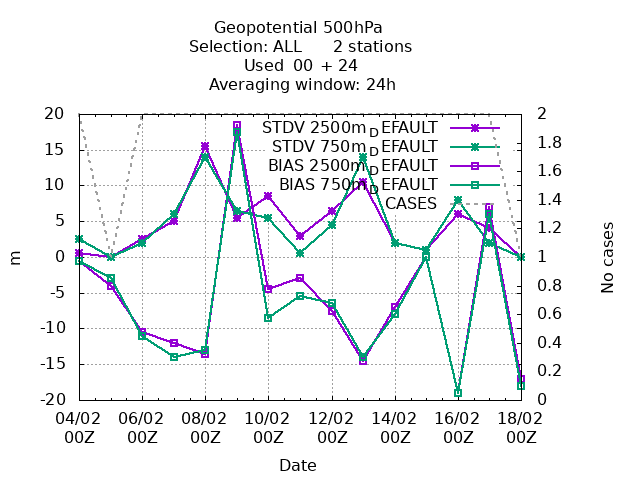 Geopotential 500hPa
Selection: ALL 2 stations
Used 00 + 24
Averaging window: 24h
STDV 2500m_DEFAULT
STDV 750m_DEFAULT
BIAS 2500m_DEFAULT
BIAS 750m_DEFAULT
CASES
20
15
10
5
0
-5
-10
-15
-20
m
2
1.8
1.6
1.4
1.2
1
0.8
0.6
0.4
0.2
0
No cases
04/02 06/02 08/02 10/02 12/02 14/02 16/02 18/02
00Z 00Z 00Z 00Z 00Z 00Z 00Z 00Z
Date